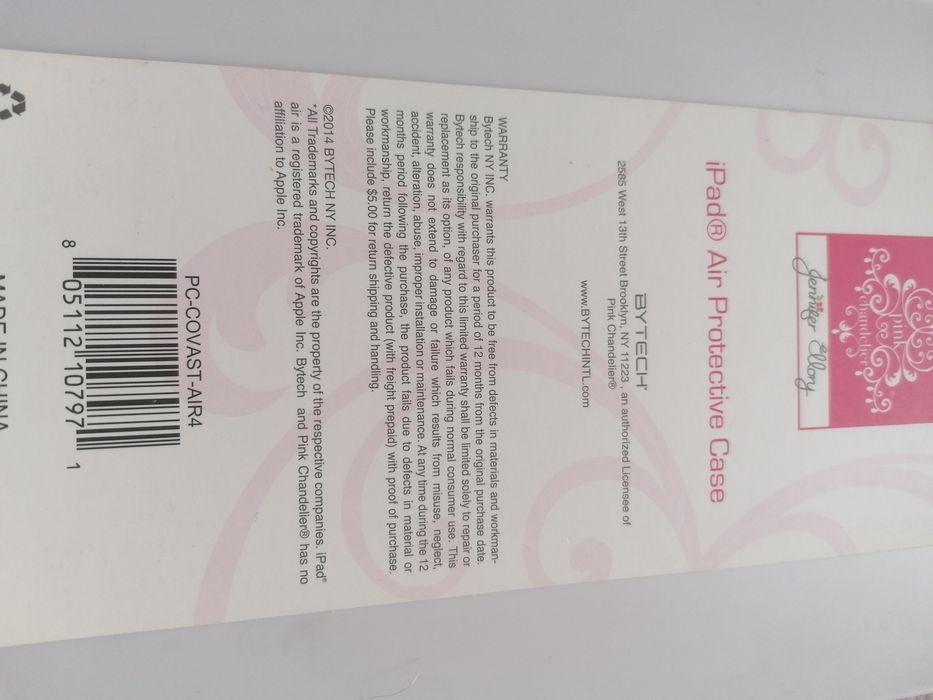 pink
chandelier®
Jennifer Ellory
iPad® Air Protective Case
BYTECH
2585 West 13th Street Brooklyn, NY 11223 , an authorized Licensee of
Pink Chandelier®
www.BYTECHINTL.com
WARRANTY
Bytech NY INC. warrants this product to be free from defects in materials and workman-
ship to the original purchaser for a period of 12 months from the original purchase date.
Bytech responsibility with regard to this limited warranty shall be limited solely to repair or
replacement as its option, of any product which fails during normal consumer use. This
warranty does not extend to damage or failure which results from misuse, neglect,
accident, alteration, abuse, improper installation or maintenance. At any time during the 12
months period following the purchase, the product fails due to defects in material or
workmanship, return the defective product (with freight prepaid) with proof of purchase.
Please include $5.00 for return shipping and handling.
©2014 BYTECH NY INC.
*All Trademarks and copyrights are the property of the respective companies. iPad®
air is a registered trademark of Apple Inc. Bytech and Pink Chandelier® has no
affiliation to Apple Inc.
PC-COVAST-AIR4
8 05112 10797 1
MADE IN CHINA